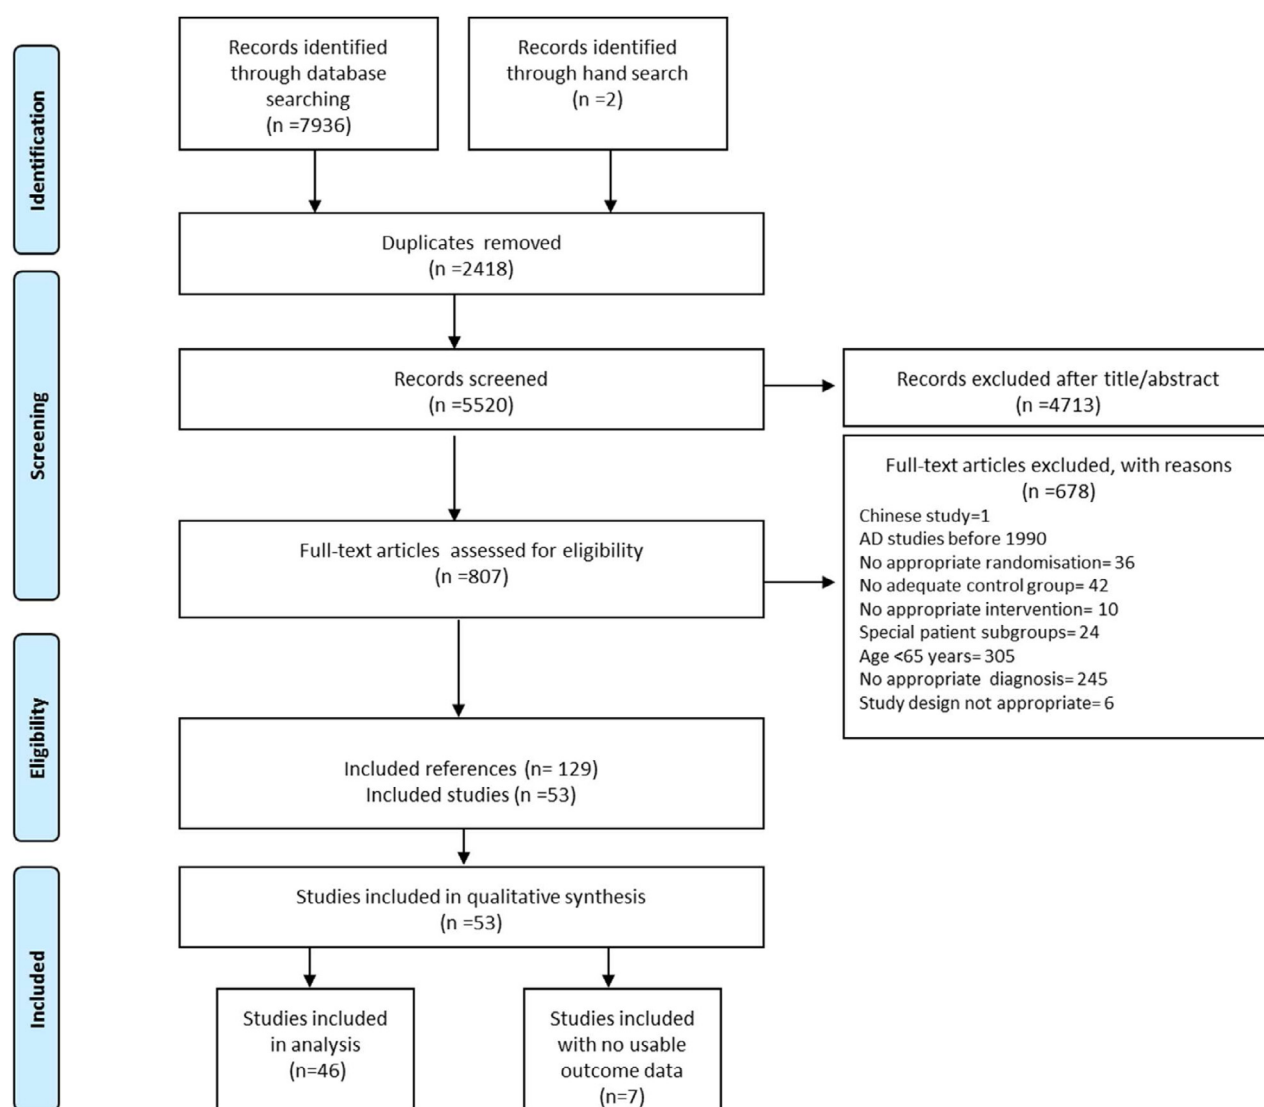 Identification
Records identified
through database
searching
(n =7936)
Records identified
through hand search
(n =2)
Duplicates removed
(n =2418)
Screening
Records screened
(n =5520)
Records excluded after title/abstract
(n =4713)
Full-text articles assessed for eligibility
(n =807)
Full-text articles excluded, with reasons
(n =678)
Chinese study=1
AD studies before 1990
No appropriate randomisation= 36
No adequate control group= 42
No appropriate intervention= 10
Special patient subgroups= 24
Age <65 years= 305
No appropriate diagnosis= 245
Study design not appropriate= 6
Eligibility
Included references (n= 129)
Included studies (n =53)
Included
Studies included in qualitative synthesis
(n =53)
Studies included
in analysis
(n=46)
Studies included
with no usable
outcome data
(n=7)